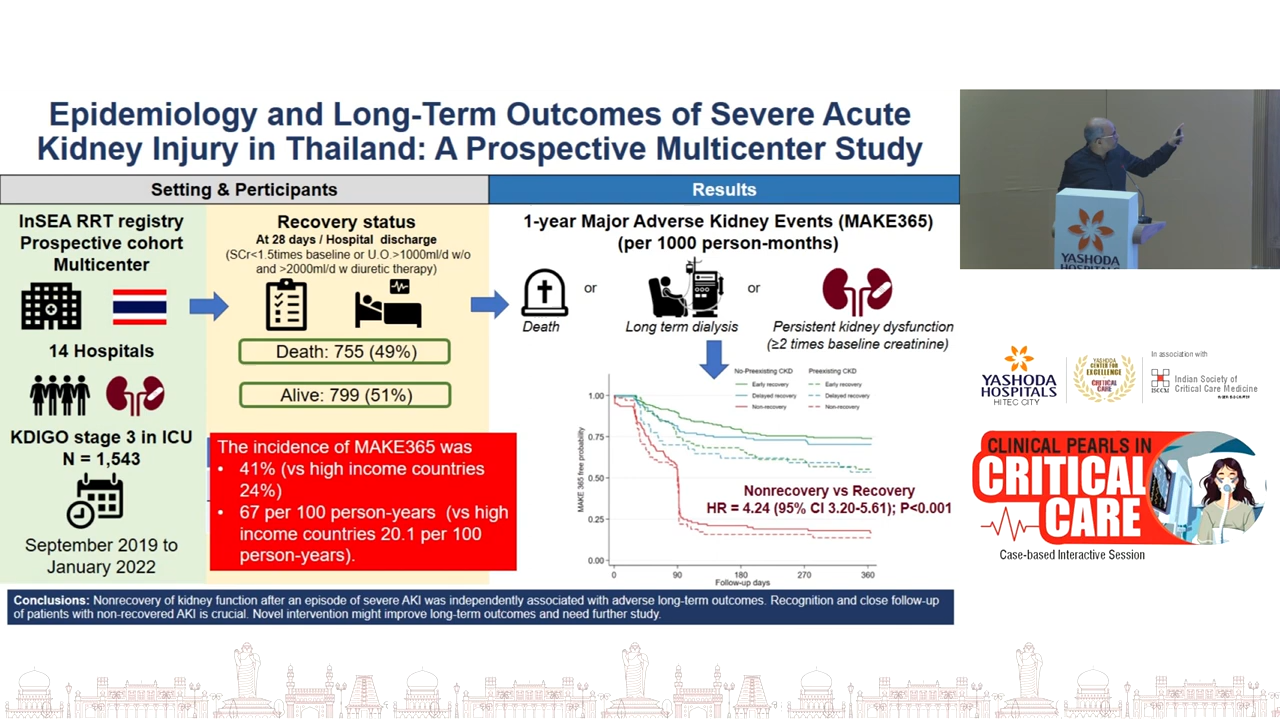 Epidemiology and Long-Term Outcomes of Severe Acute
Kidney Injury in Thailand: A Prospective Multicenter Study
Setting & Perticipants
Results
InSEA RRT registry
Prospective cohort
Multicenter
14 Hospitals
KDIGO stage 3 in ICU
N = 1,543
September 2019 to
January 2022
Recovery status
At 28 days / Hospital discharge
(SCr<1.5times baseline or U.O.>1000ml/d w/o
and >2000ml/d w diuretic therapy)
Death: 755 (49%)
Alive: 799 (51%)
The incidence of MAKE365 was
• 41% (vs high income countries
24%)
• 67 per 100 person-years (vs high
income countries 20.1 per 100
person-years).
1-year Major Adverse Kidney Events (MAKE365)
(per 1000 person-months)
or
or
Death
Long term dialysis
Persistent kidney dysfunction
(≥2 times baseline creatinine)
No-Preexisting CKD
Preexisting CKD
Early recovery
Early recovery
Delayed recovery
Delayed recovery
Non-recovery
Non-recovery
MAKE 365 free probability
1.00
0.75
0.50
0.25
0.00
Nonrecovery vs Recovery
HR = 4.24 (95% CI 3.20-5.61); P<0.001
0 90 180 270 360
Follow-up days
Conclusions: Nonrecovery of kidney function after an episode of severe AKI was independently associated with adverse long-term outcomes. Recognition and close follow-up
of patients with non-recovered AKI is crucial. Novel intervention might improve long-term outcomes and need further study.
YASHODA
HOSPITALS
YASHODA
HOSPITALS
HITEC CITY
YASHODA
CENTER FOR
EXCELLENCE
CRITICAL
CARE
In association with
Indian Society of
Critical Care Medicine
CLINICAL PEARLS IN
CRITICAL
CARE
Case-based Interactive Session